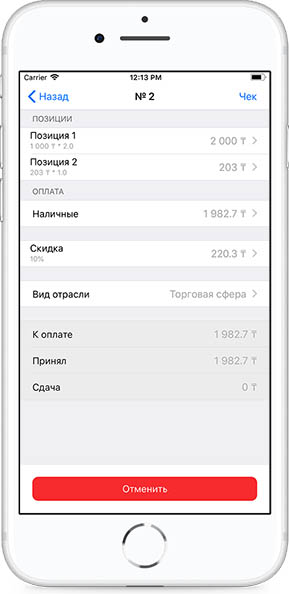 Carrier 12:13 PM
Назад № 2 Чек
ПОЗИЦИИ
Позиция 1 2 000 ₸
1 000 ₸ * 2.0
Позиция 2 203 ₸
203 ₸ * 1.0
ОПЛАТА
Наличные 1 982.7 ₸
Скидка 220.3 ₸
10%
Вид отрасли Торговая сфера
К оплате 1 982.7 ₸
Принял 1 982.7 ₸
Сдача 0 ₸
Отменить